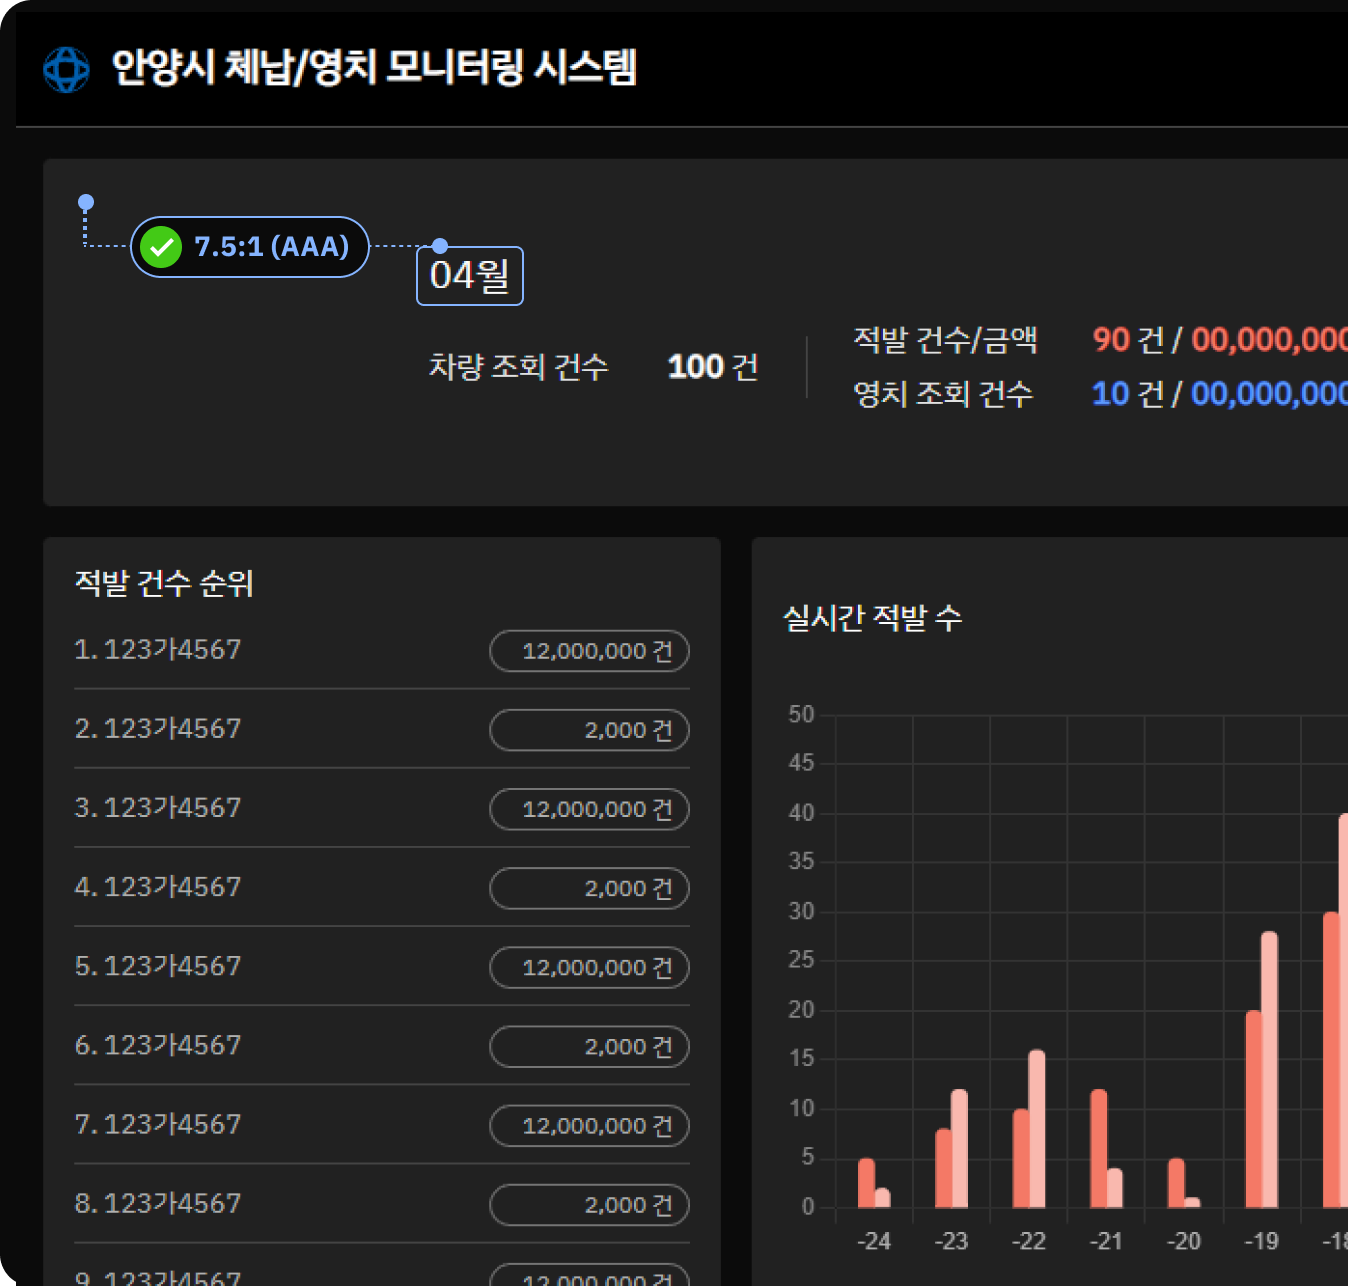 안양시 체납/영치 모니터링 시스템
7.5:1 (AAA)
04월
차량 조회 건수 100 건
적발 건수/금액 90 건 / 00,000,000
영치 조회 건수 10 건 / 00,000,000
적발 건수 순위
1. 123가4567 12,000,000 건
2. 123가4567 2,000 건
3. 123가4567 12,000,000 건
4. 123가4567 2,000 건
5. 123가4567 12,000,000 건
6. 123가4567 2,000 건
7. 123가4567 12,000,000 건
8. 123가4567 2,000 건
9. 123가4567 12,000,000 건
실시간 적발 수
50
45
40
35
30
25
20
15
10
5
0
-24 -23 -22 -21 -20 -19 -18